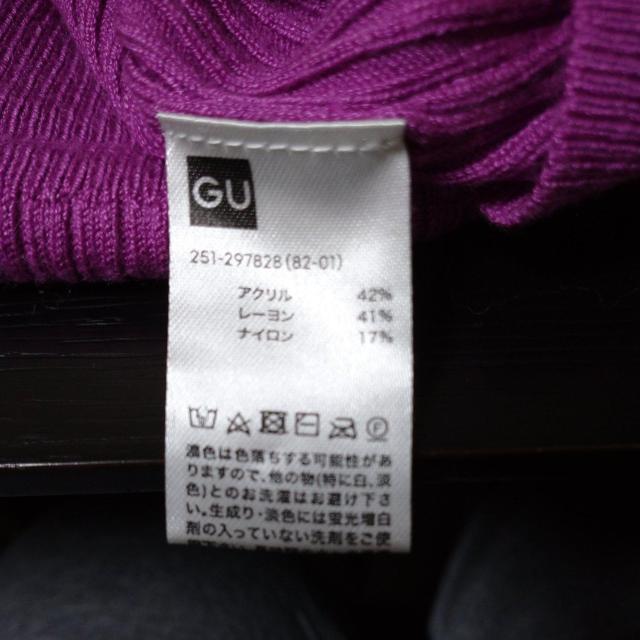 GU
251-297828(82-01)
アクリル 42%
レーヨン 41%
ナイロン 17%
濃色は色落ちする可能性があ
りますので、他の物(特に白、淡
色)とのお洗濯はお避け下さ
い。生成り・淡色には蛍光増白
剤の入っていない洗剤をご使